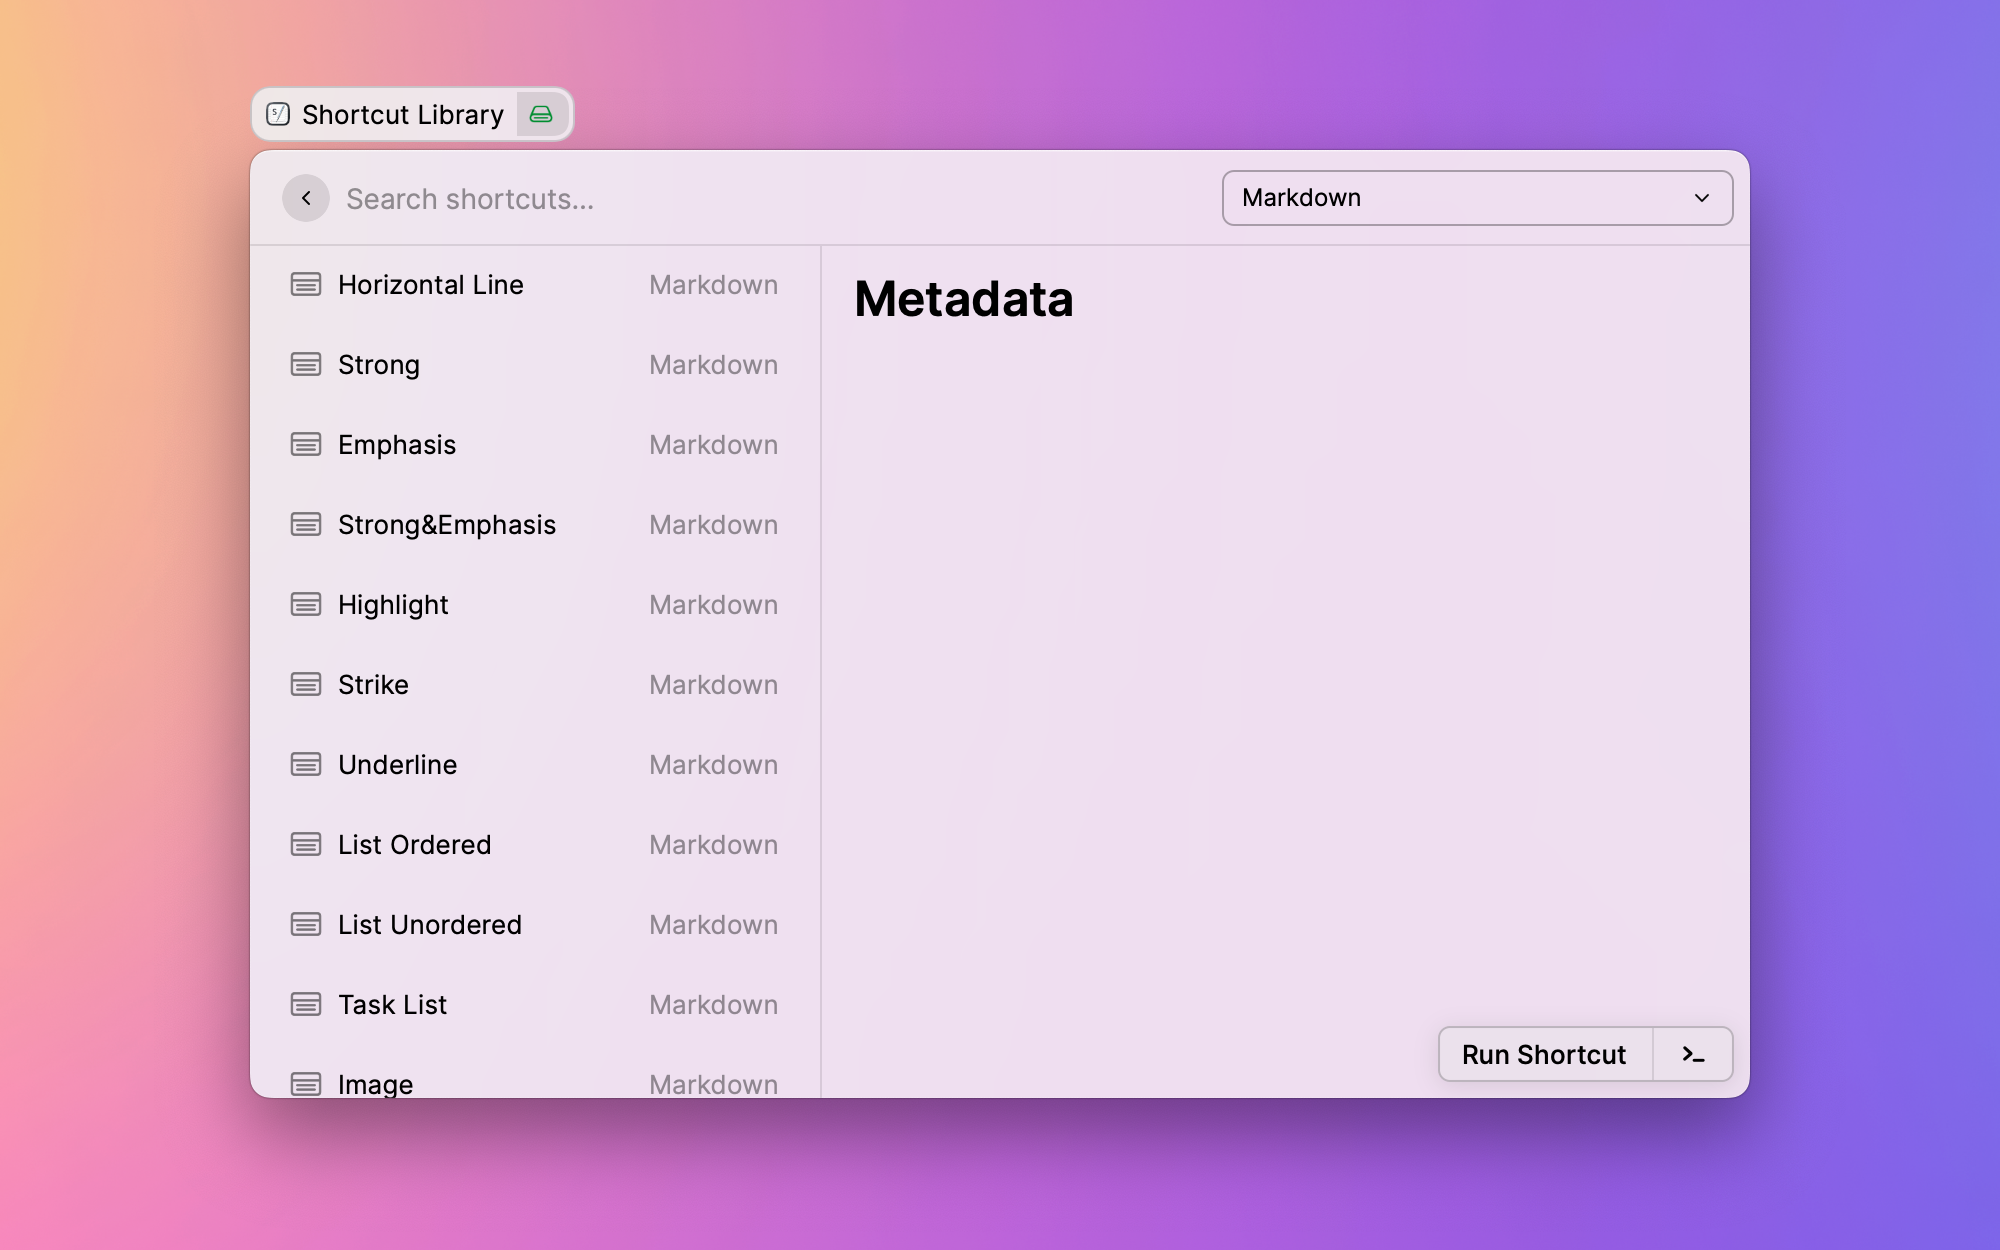 Shortcut Library
Search shortcuts...
Markdown
Horizontal Line Markdown
Strong Markdown
Emphasis Markdown
Strong&Emphasis Markdown
Highlight Markdown
Strike Markdown
Underline Markdown
List Ordered Markdown
List Unordered Markdown
Task List Markdown
Image Markdown
Metadata
Run Shortcut >_